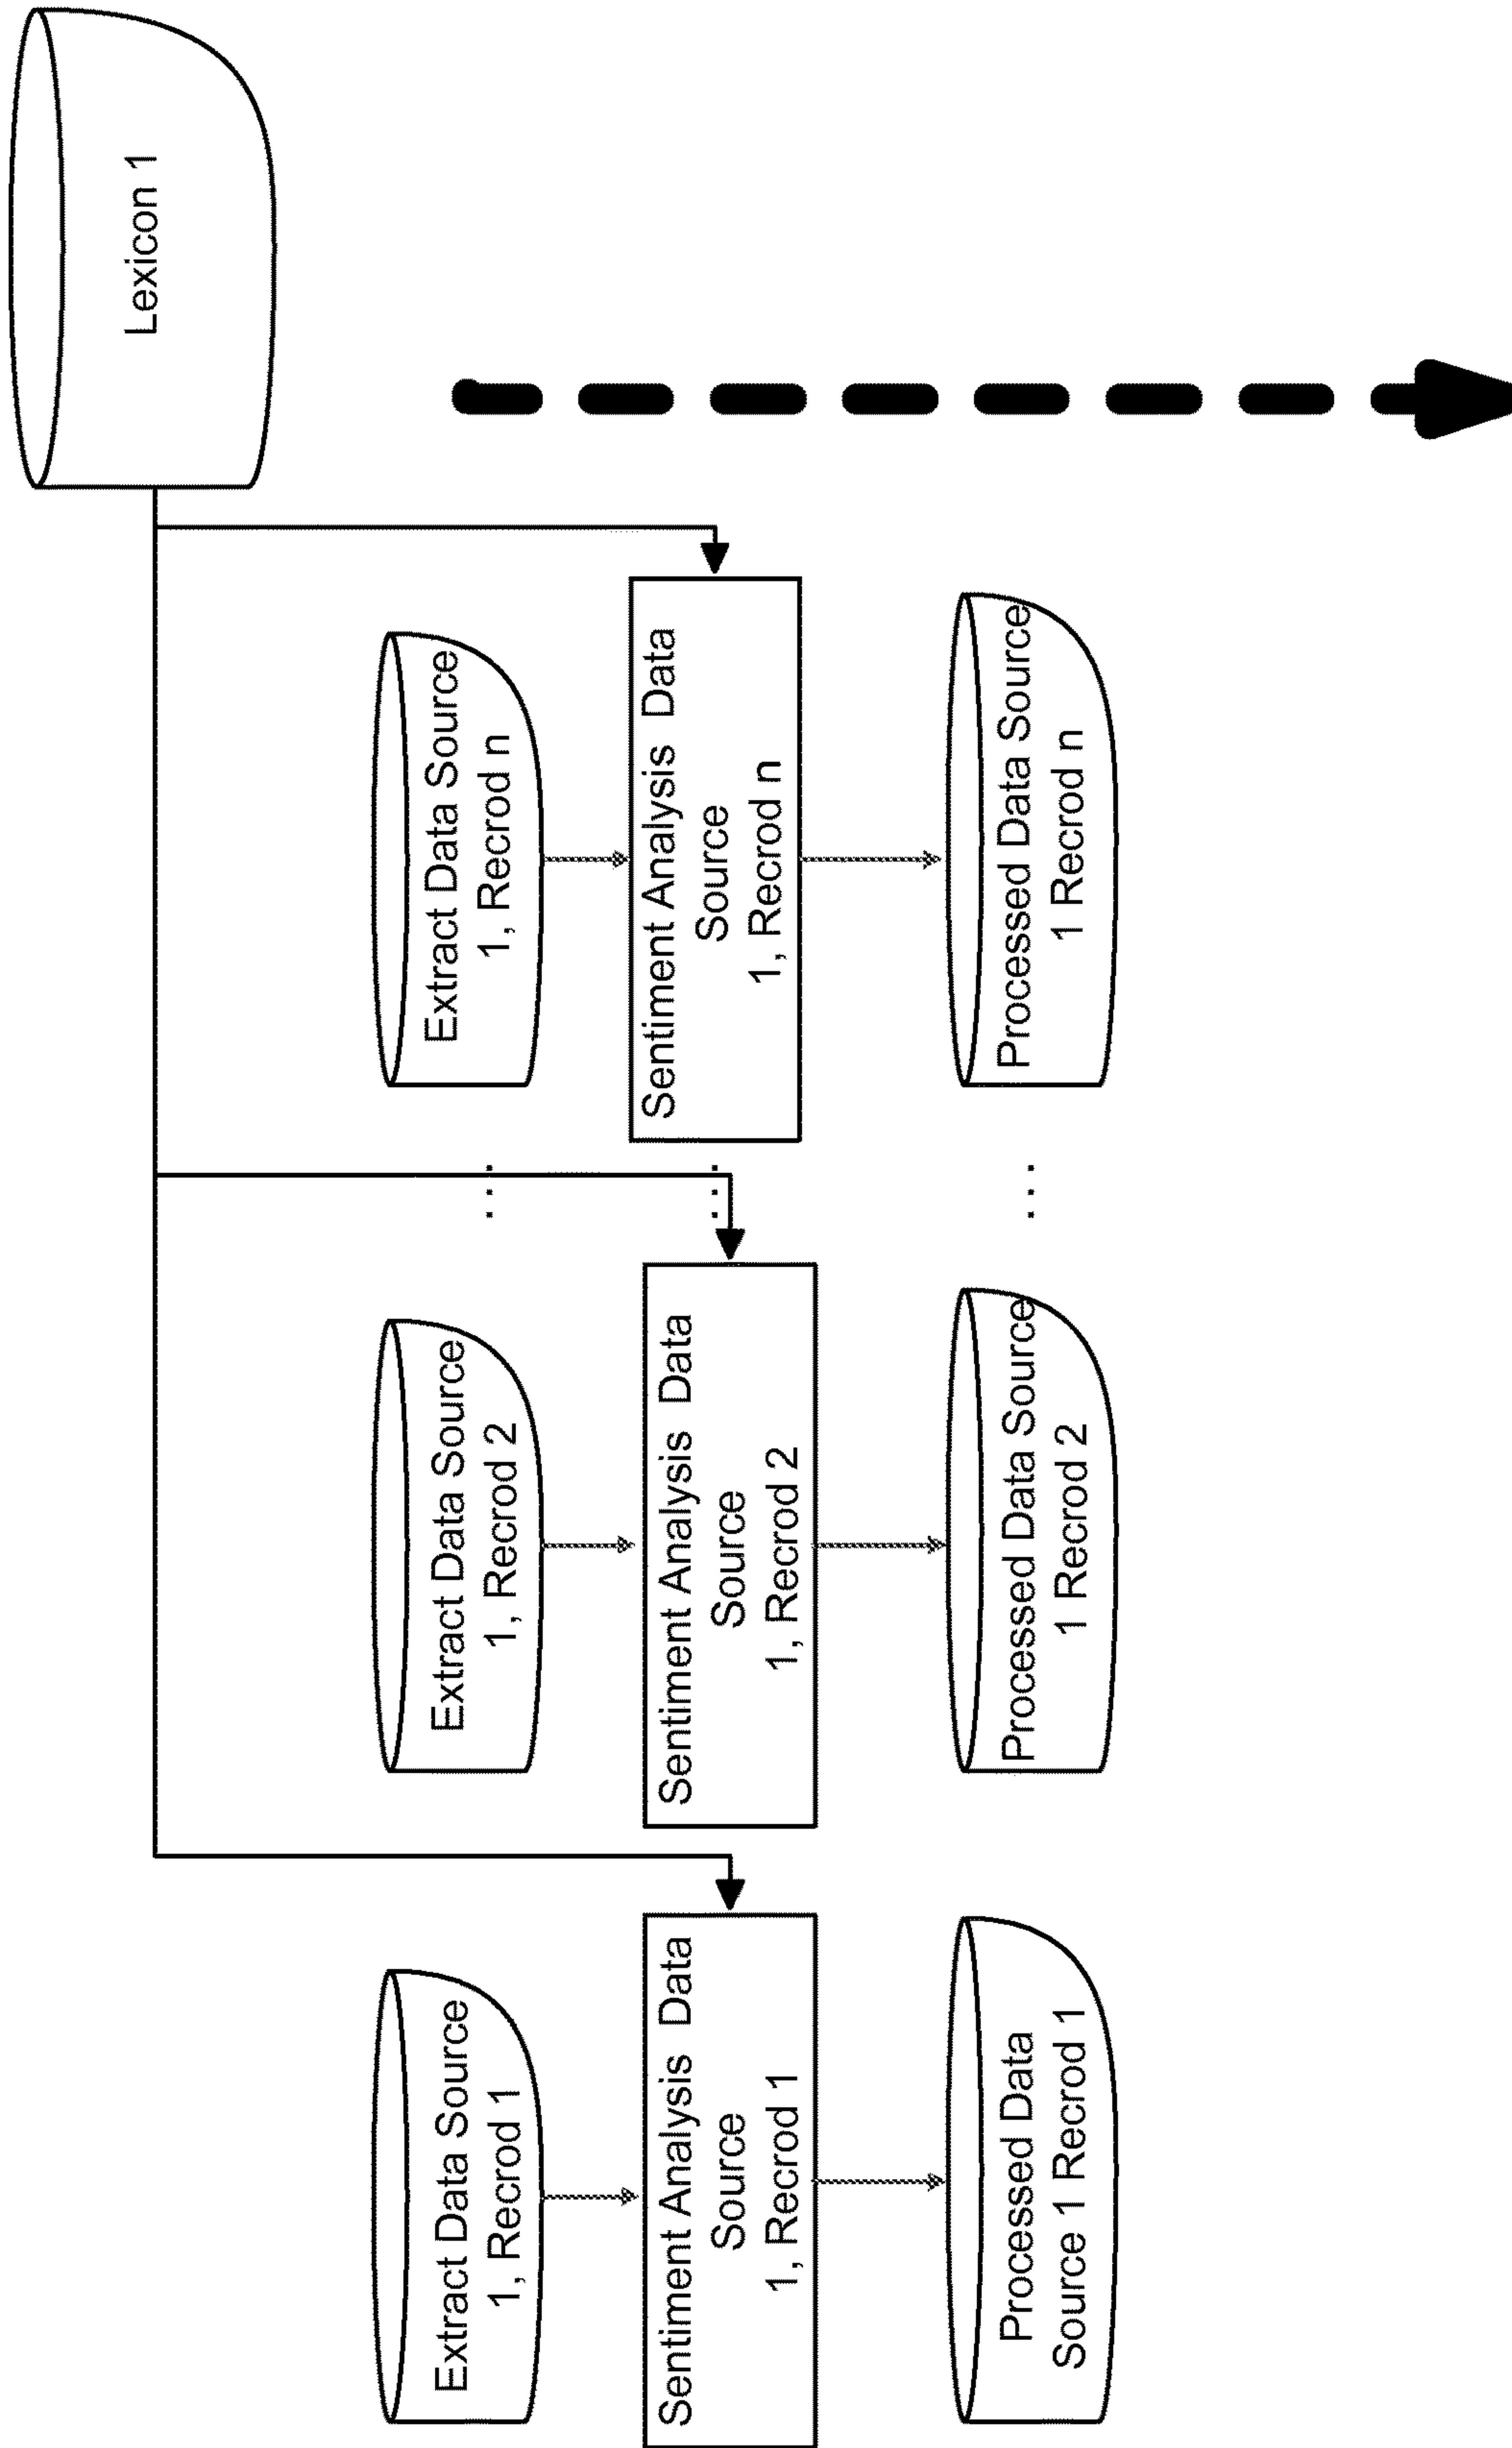 Lexicon 1
Extract Data Source
1, Recrod 1
Extract Data Source
1, Recrod 2
...
Extract Data Source
1, Recrod n
Sentiment Analysis Data
Source
1, Recrod 1
Sentiment Analysis Data
Source
1, Recrod 2
...
Sentiment Analysis Data
Source
1, Recrod n
Processed Data
Source 1 Recrod 1
Processed Data Source
1 Recrod 2
...
Processed Data Source
1 Recrod n